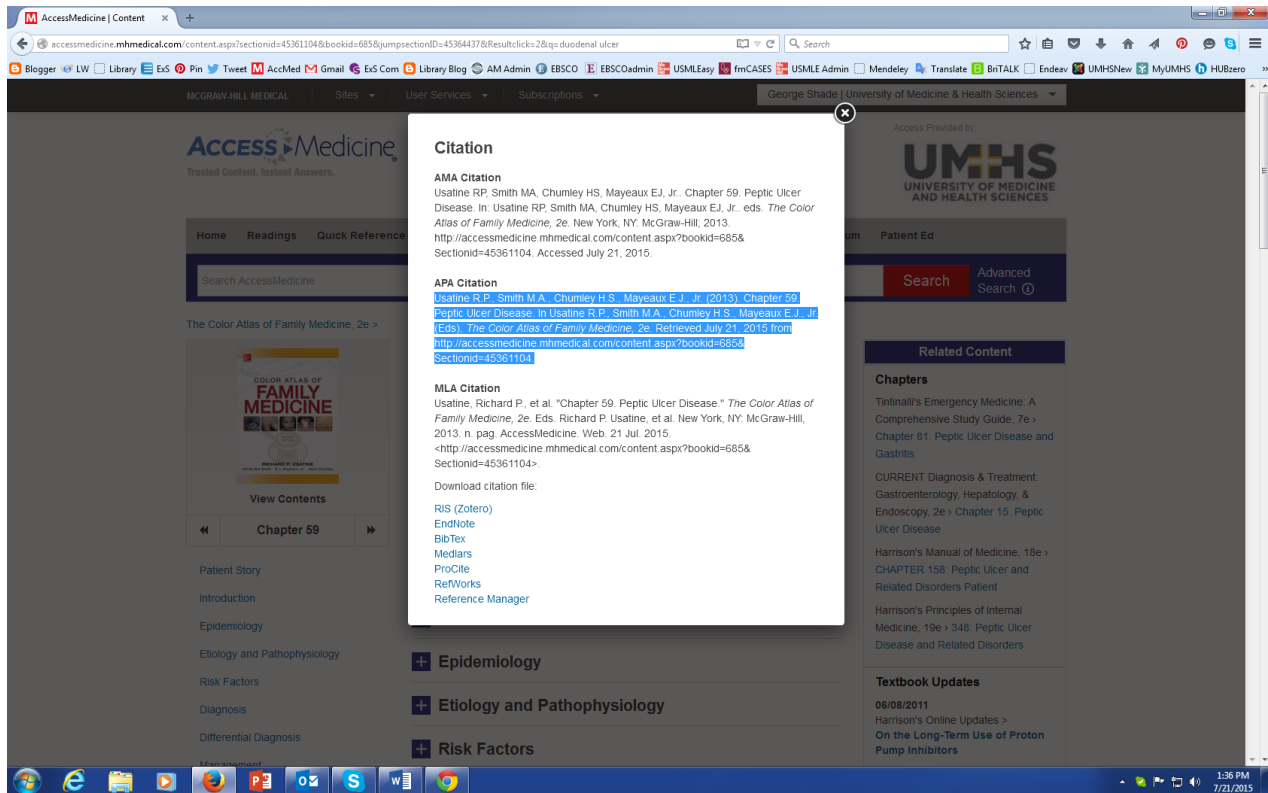 AccessMedicine | Content
accessmedicine.mhmedical.com/content.aspx?sectionid=45361104&bookid=685&jumpsectionID=45364437&Resultclick=2&q=duodenal ulcer
Search
Blogger LW Library ExS Pin Tweet AccMed Gmail ExS Com Library Blog AM Admin EBSCO EBSCOadmin USMLEasy fmCASES USMLE Admin Mendeley Translate BriTALK Endeav UMHSNew MyUMHS HUBzero »
MCGRAW-HILL MEDICAL Sites User Services Subscriptions George Shade | University of Medicine & Health Sciences
ACCESS Medicine
Trusted Content. Instant Answers.
Access Provided by:
UMHS
UNIVERSITY OF MEDICINE
AND HEALTH SCIENCES
Home Readings Quick Reference um Patient Ed
Search AccessMedicine Search Advanced
Search
The Color Atlas of Family Medicine, 2e >
COLOR ATLAS OF
FAMILY
MEDICINE
RICHARD P. USATINE
View Contents
Chapter 59
Patient Story
Introduction
Epidemiology
Etiology and Pathophysiology
Risk Factors
Diagnosis
Differential Diagnosis
Management
Citation
AMA Citation
Usatine RP, Smith MA, Chumley HS, Mayeaux EJ, Jr.. Chapter 59. Peptic Ulcer
Disease. In: Usatine RP, Smith MA, Chumley HS, Mayeaux EJ, Jr.. eds. The Color
Atlas of Family Medicine, 2e. New York, NY: McGraw-Hill; 2013.
http://accessmedicine.mhmedical.com/content.aspx?bookid=685&
Sectionid=45361104. Accessed July 21, 2015.
APA Citation
Usatine R.P., Smith M.A., Chumley H.S., Mayeaux E.J., Jr. (2013). Chapter 59.
Peptic Ulcer Disease. In Usatine R.P., Smith M.A., Chumley H.S., Mayeaux E.J., Jr.
(Eds), The Color Atlas of Family Medicine, 2e. Retrieved July 21, 2015 from
http://accessmedicine.mhmedical.com/content.aspx?bookid=685&
Sectionid=45361104.
MLA Citation
Usatine, Richard P., et al. "Chapter 59. Peptic Ulcer Disease." The Color Atlas of
Family Medicine, 2e. Eds. Richard P. Usatine, et al. New York, NY: McGraw-Hill,
2013. n. pag. AccessMedicine. Web. 21 Jul. 2015.
<http://accessmedicine.mhmedical.com/content.aspx?bookid=685&
Sectionid=45361104>.
Download citation file:
RIS (Zotero)
EndNote
BibTex
Medlars
ProCite
RefWorks
Reference Manager
Epidemiology
Etiology and Pathophysiology
Risk Factors
Related Content
Chapters
Tintinalli's Emergency Medicine: A
Comprehensive Study Guide, 7e ›
Chapter 81. Peptic Ulcer Disease and
Gastritis
CURRENT Diagnosis & Treatment:
Gastroenterology, Hepatology, &
Endoscopy, 2e › Chapter 15. Peptic
Ulcer Disease
Harrison's Manual of Medicine, 18e ›
CHAPTER 158: Peptic Ulcer and
Related Disorders Patient
Harrison's Principles of Internal
Medicine, 19e › 348: Peptic Ulcer
Disease and Related Disorders
Textbook Updates
06/08/2011
Harrison's Online Updates >
On the Long-Term Use of Proton
Pump Inhibitors
1:36 PM
7/21/2015